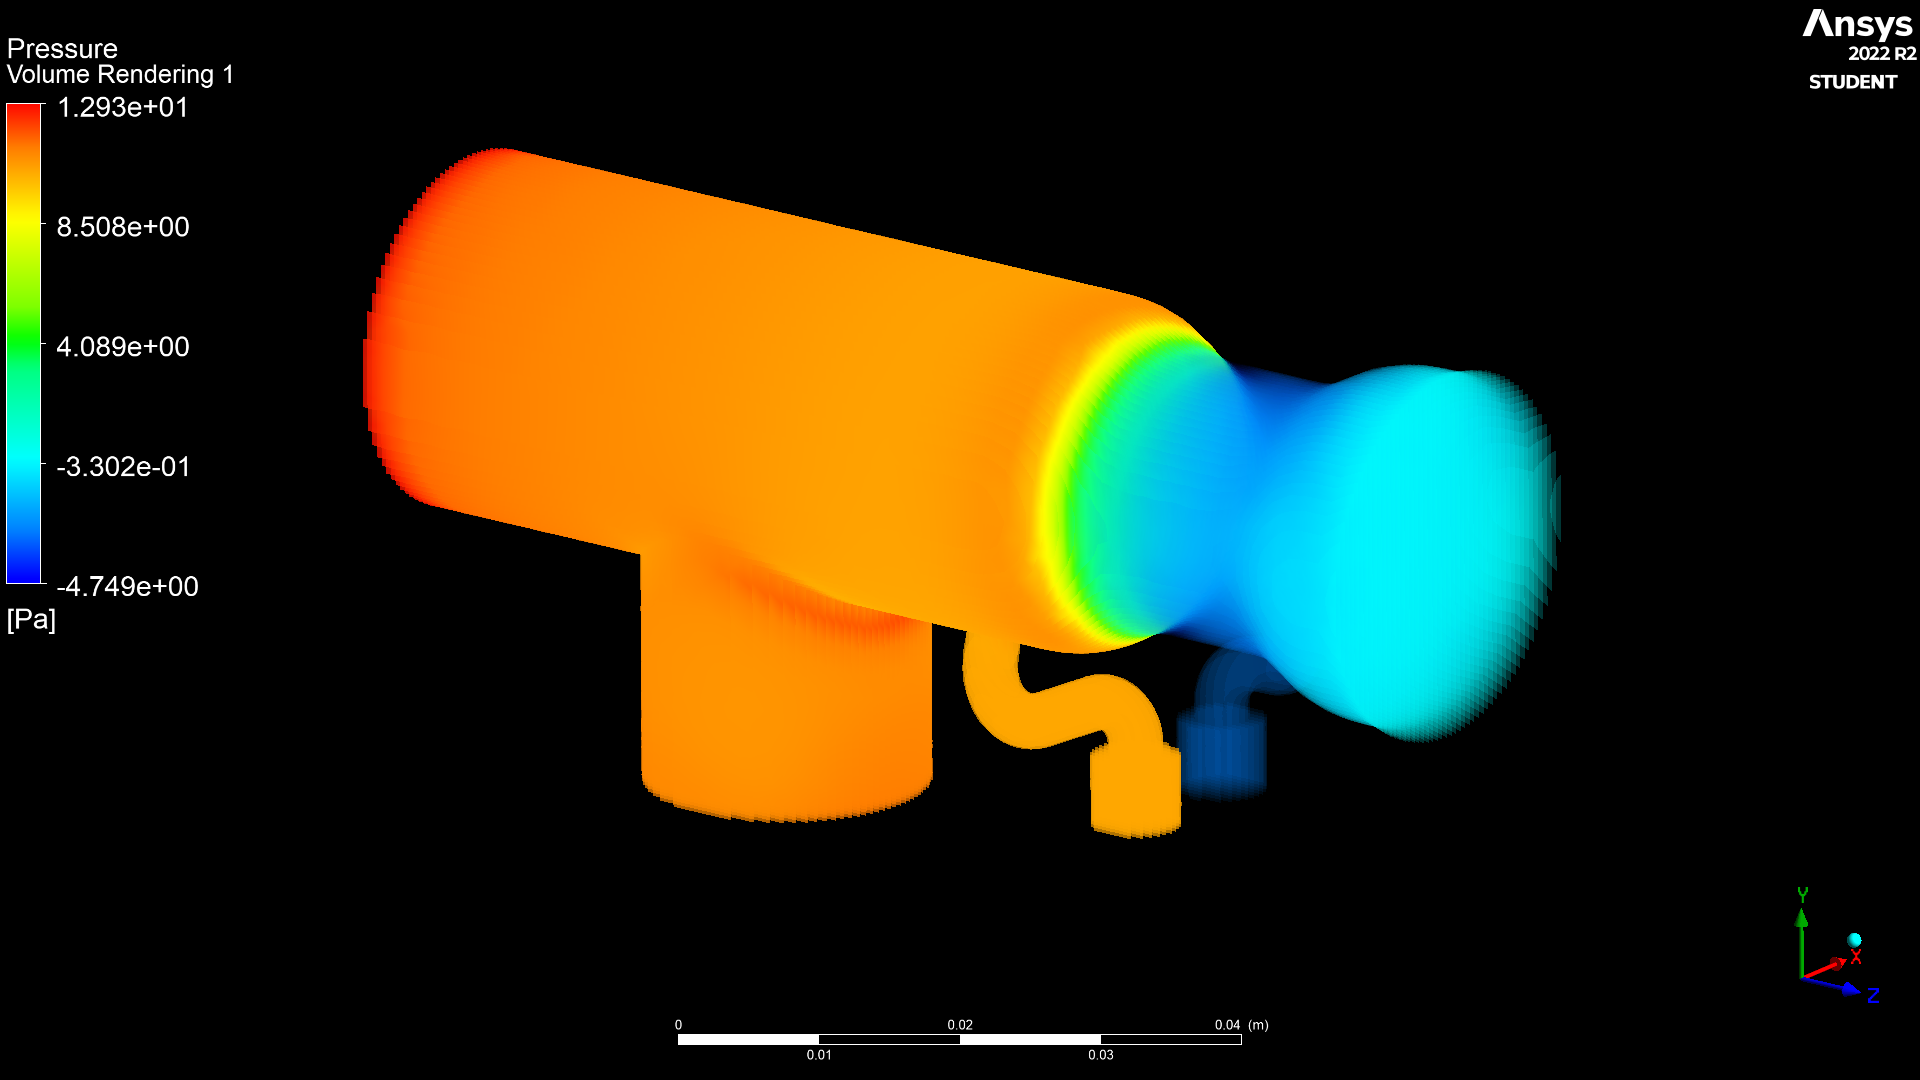 Pressure
Volume Rendering 1
1.293e+01
8.508e+00
4.089e+00
-3.302e-01
-4.749e+00
[Pa]
Ansys
2022 R2
STUDENT
Y
X
Z
0 0.02 0.04 (m)
0.01 0.03